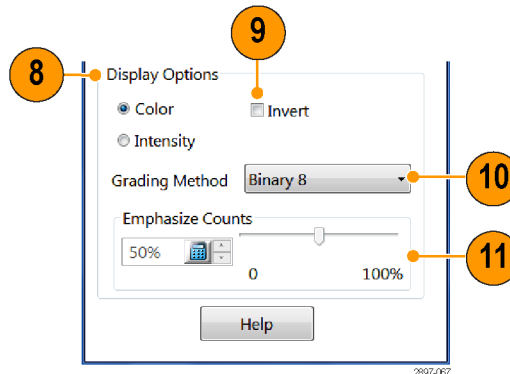 9
8
Display Options
Color
Invert
Intensity
Grading Method
Binary 8
10
Emphasize Counts
50%
0
100%
11
Help
2897-067